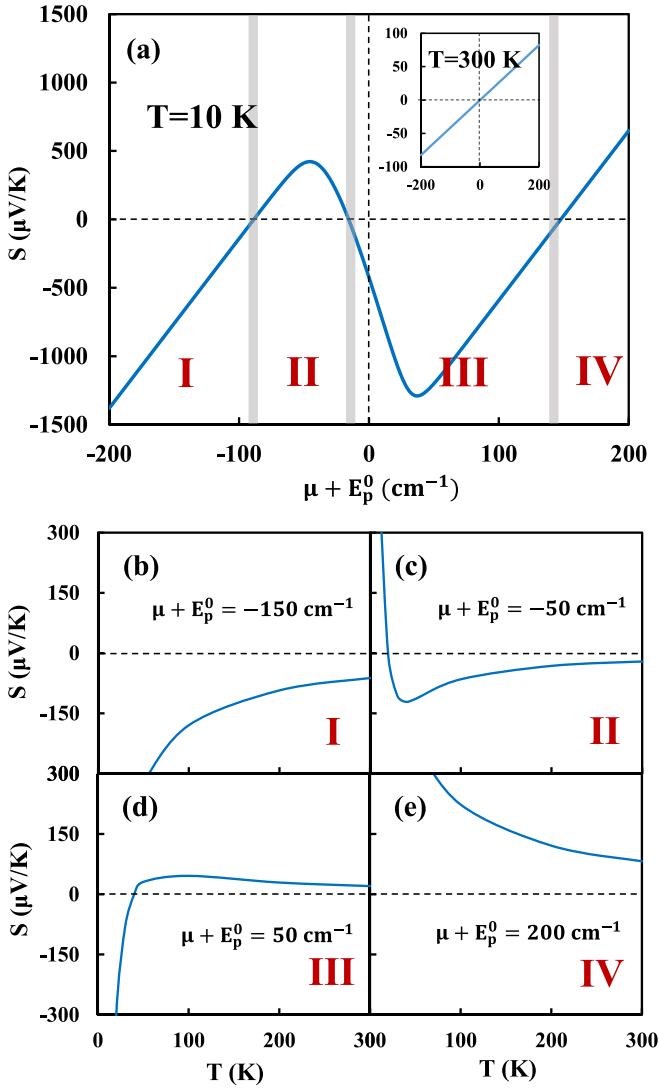 (a)
T=10 K
S (μV/K)
1500
1000
500
0
-500
-1000
-1500
-200
-100
0
100
200
μ + E_p^0 (cm⁻¹)
T=300 K
100
50
0
-50
-100
-200
0
200
I
II
III
IV
(b)
μ + E_p^0 = −150 cm⁻¹
I
S (μV/K)
300
150
0
-150
300
(c)
μ + E_p^0 = −50 cm⁻¹
II
(d)
μ + E_p^0 = 50 cm⁻¹
III
S (μV/K)
150
0
-150
-300
0
100
200
300
T (K)
(e)
μ + E_p^0 = 200 cm⁻¹
IV
100
200
300
T (K)